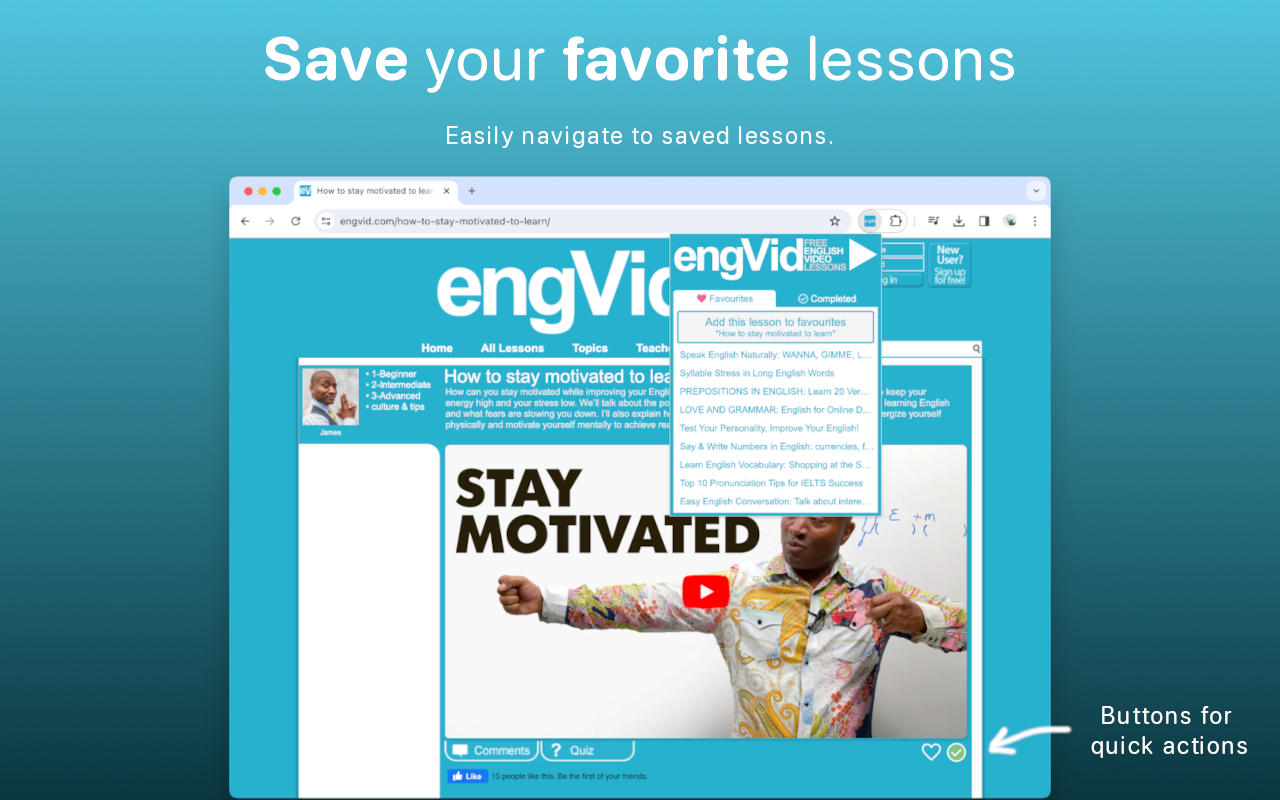 Save your favorite lessons
Easily navigate to saved lessons.
How to stay motivated to lear
engvid.com/how-to-stay-motivated-to-learn/
engVid
FREE
ENGLISH
VIDEO
LESSONS
New
User?
Sign up
for free!
g in
Favourites
Completed
Add this lesson to favourites
"How to stay motivated to learn"
Speak English Naturally: WANNA, GIMME, L...
Syllable Stress in Long English Words
PREPOSITIONS IN ENGLISH: Learn 20 Ver...
LOVE AND GRAMMAR: English for Online D...
Test Your Personality, Improve Your English!
Say & Write Numbers in English: currencies, f...
Learn English Vocabulary: Shopping at the S...
Top 10 Pronunciation Tips for IELTS Success
Easy English Conversation: Talk about intere...
engVid
Home All Lessons Topics Teach
James
• 1-Beginner
• 2-Intermediate
• 3-Advanced
• culture & tips
How to stay motivated to lea
How can you stay motivated while improving your Engli keep your
energy high and your stress low. We'll talk about the po learning English
and what fears are slowing you down. I'll also explain h ergize yourself
physically and motivate yourself mentally to achieve rea
STAY
MOTIVATED
E +m
Comments
? Quiz
Like
15 people like this. Be the first of your friends.
Buttons for
quick actions